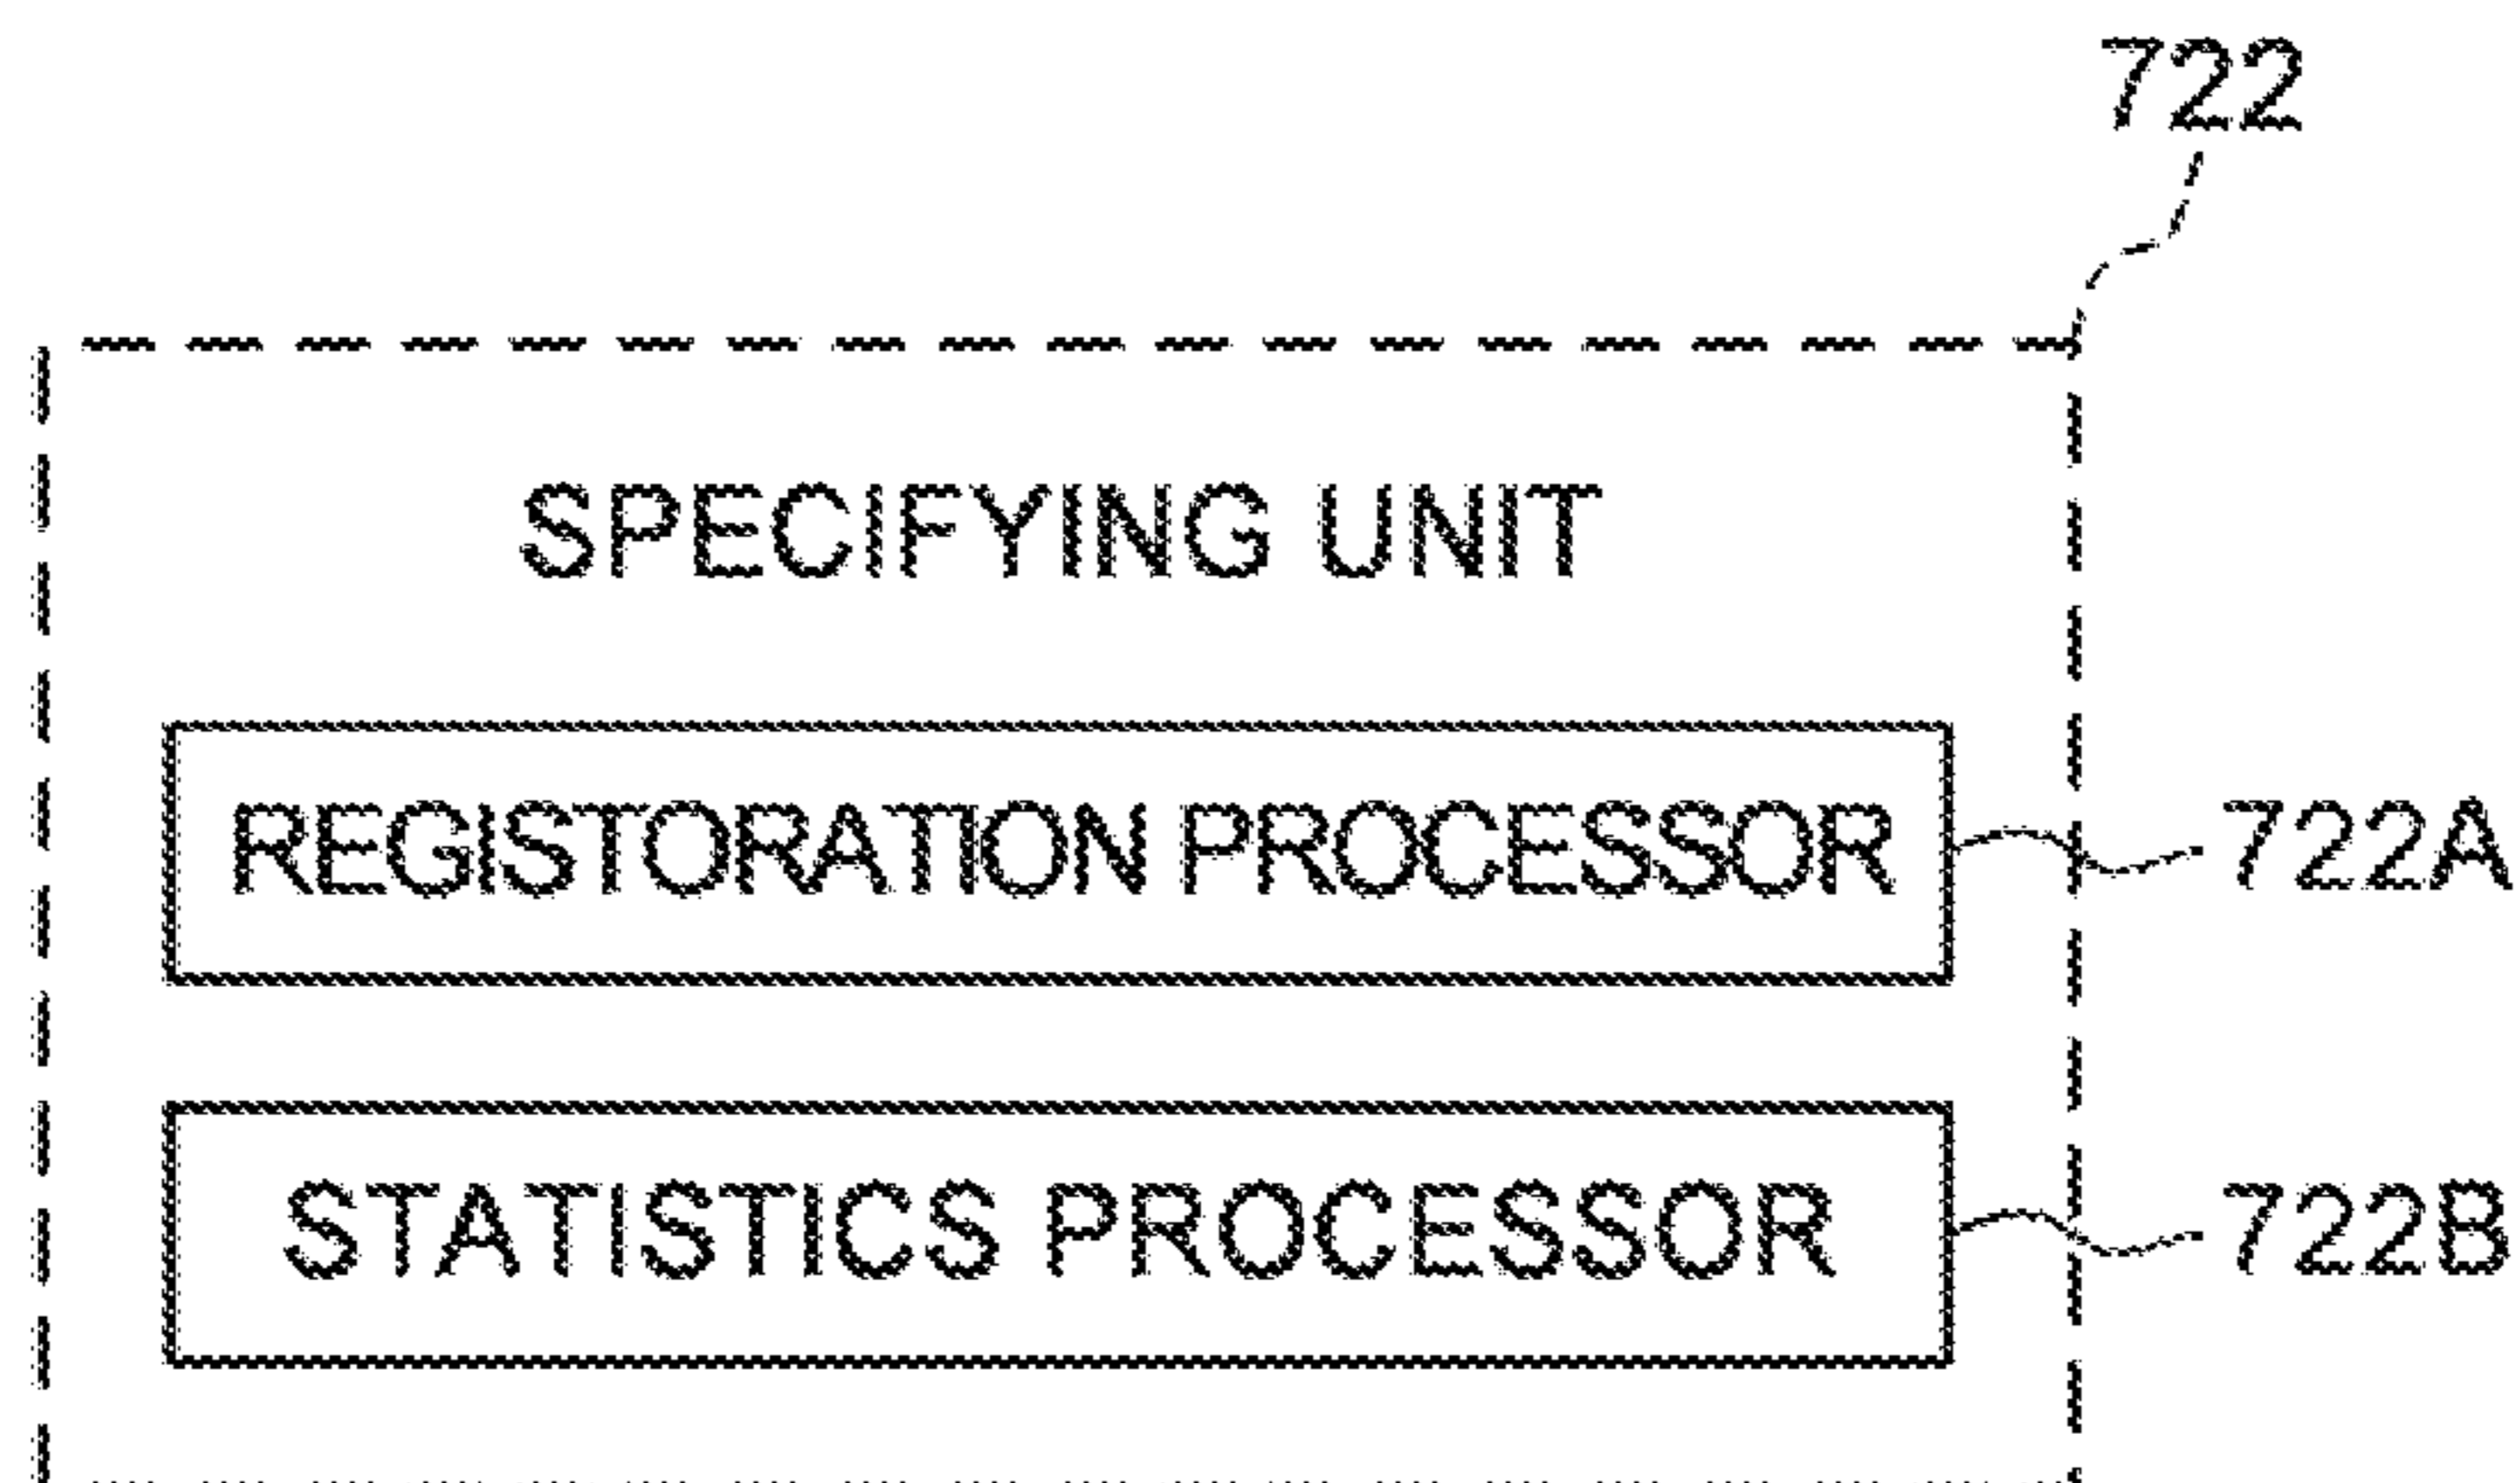 722
SPECIFYING UNIT
REGISTORATION PROCESSOR
722A
STATISTICS PROCESSOR
722B